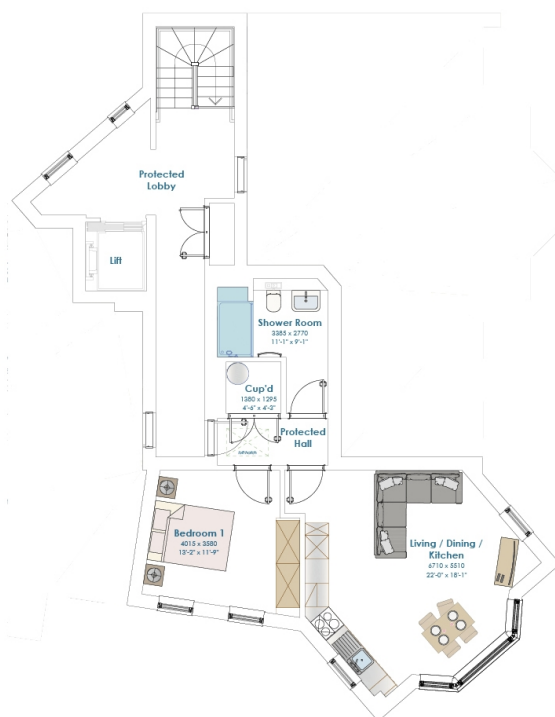 Protected
Lobby
Lift
Shower Room
3385 x 2770
11'-1" x 9'-1"
Cup'd
1380 x 1295
4'-6" x 4'-3"
Protected
Hall
Bedroom 1
4015 x 3580
13'-2" x 11'-9"
Living / Dining /
Kitchen
6710 x 5510
22'-0" x 18'-1"